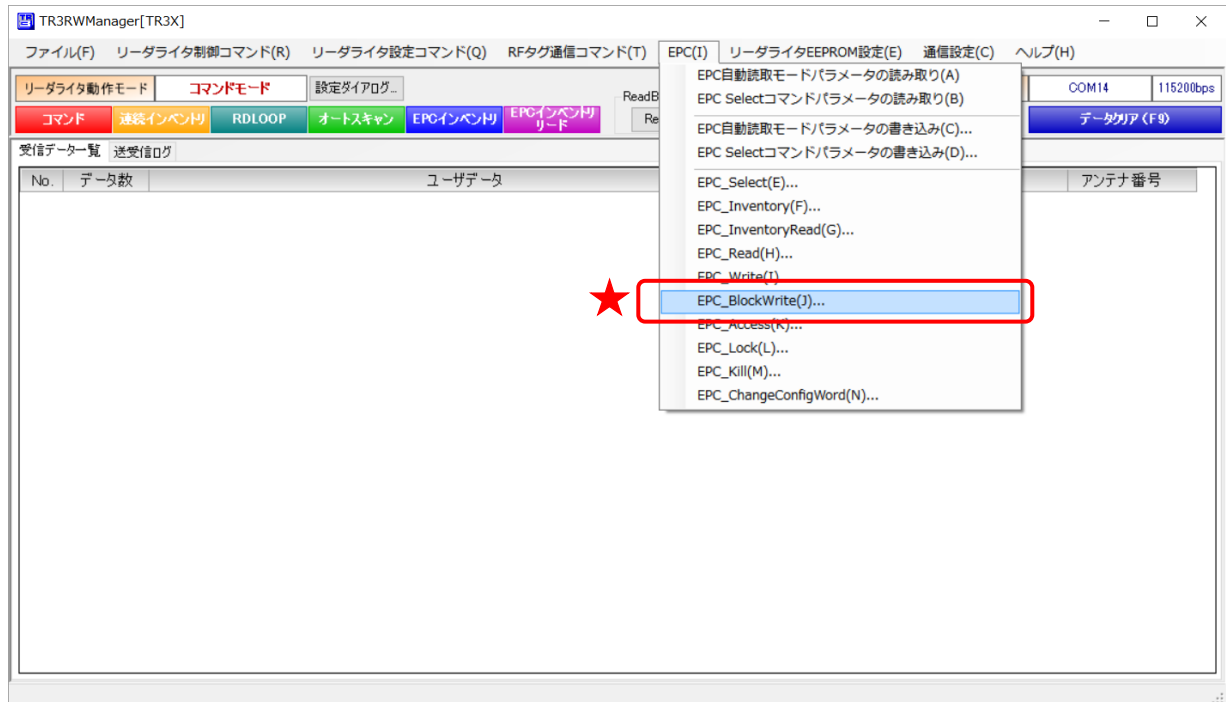 TR3RWManager[TR3X]
ファイル(F) リーダライタ制御コマンド(R) リーダライタ設定コマンド(Q) RFタグ通信コマンド(T) EPC(I) リーダライタEEPROM設定(E) 通信設定(C) ヘルプ(H)
リーダライタ動作モード コマンドモード 設定ダイアログ... ReadB COM14 115200bps
コマンド 連続インベントリ RDLOOP オートスキャン EPCインベントリ EPCインベントリ
リード Re データクリア(F9)
受信データ一覧 送受信ログ
No. データ数 ユーザデータ アンテナ番号
EPC自動読取モードパラメータの読み取り(A)
EPC Selectコマンドパラメータの読み取り(B)
EPC自動読取モードパラメータの書き込み(C)...
EPC Selectコマンドパラメータの書き込み(D)...
EPC_Select(E)...
EPC_Inventory(F)...
EPC_InventoryRead(G)...
EPC_Read(H)...
EPC_Write(I)
EPC_BlockWrite(J)...
EPC_Access(K)...
EPC_Lock(L)...
EPC_Kill(M)...
EPC_ChangeConfigWord(N)...